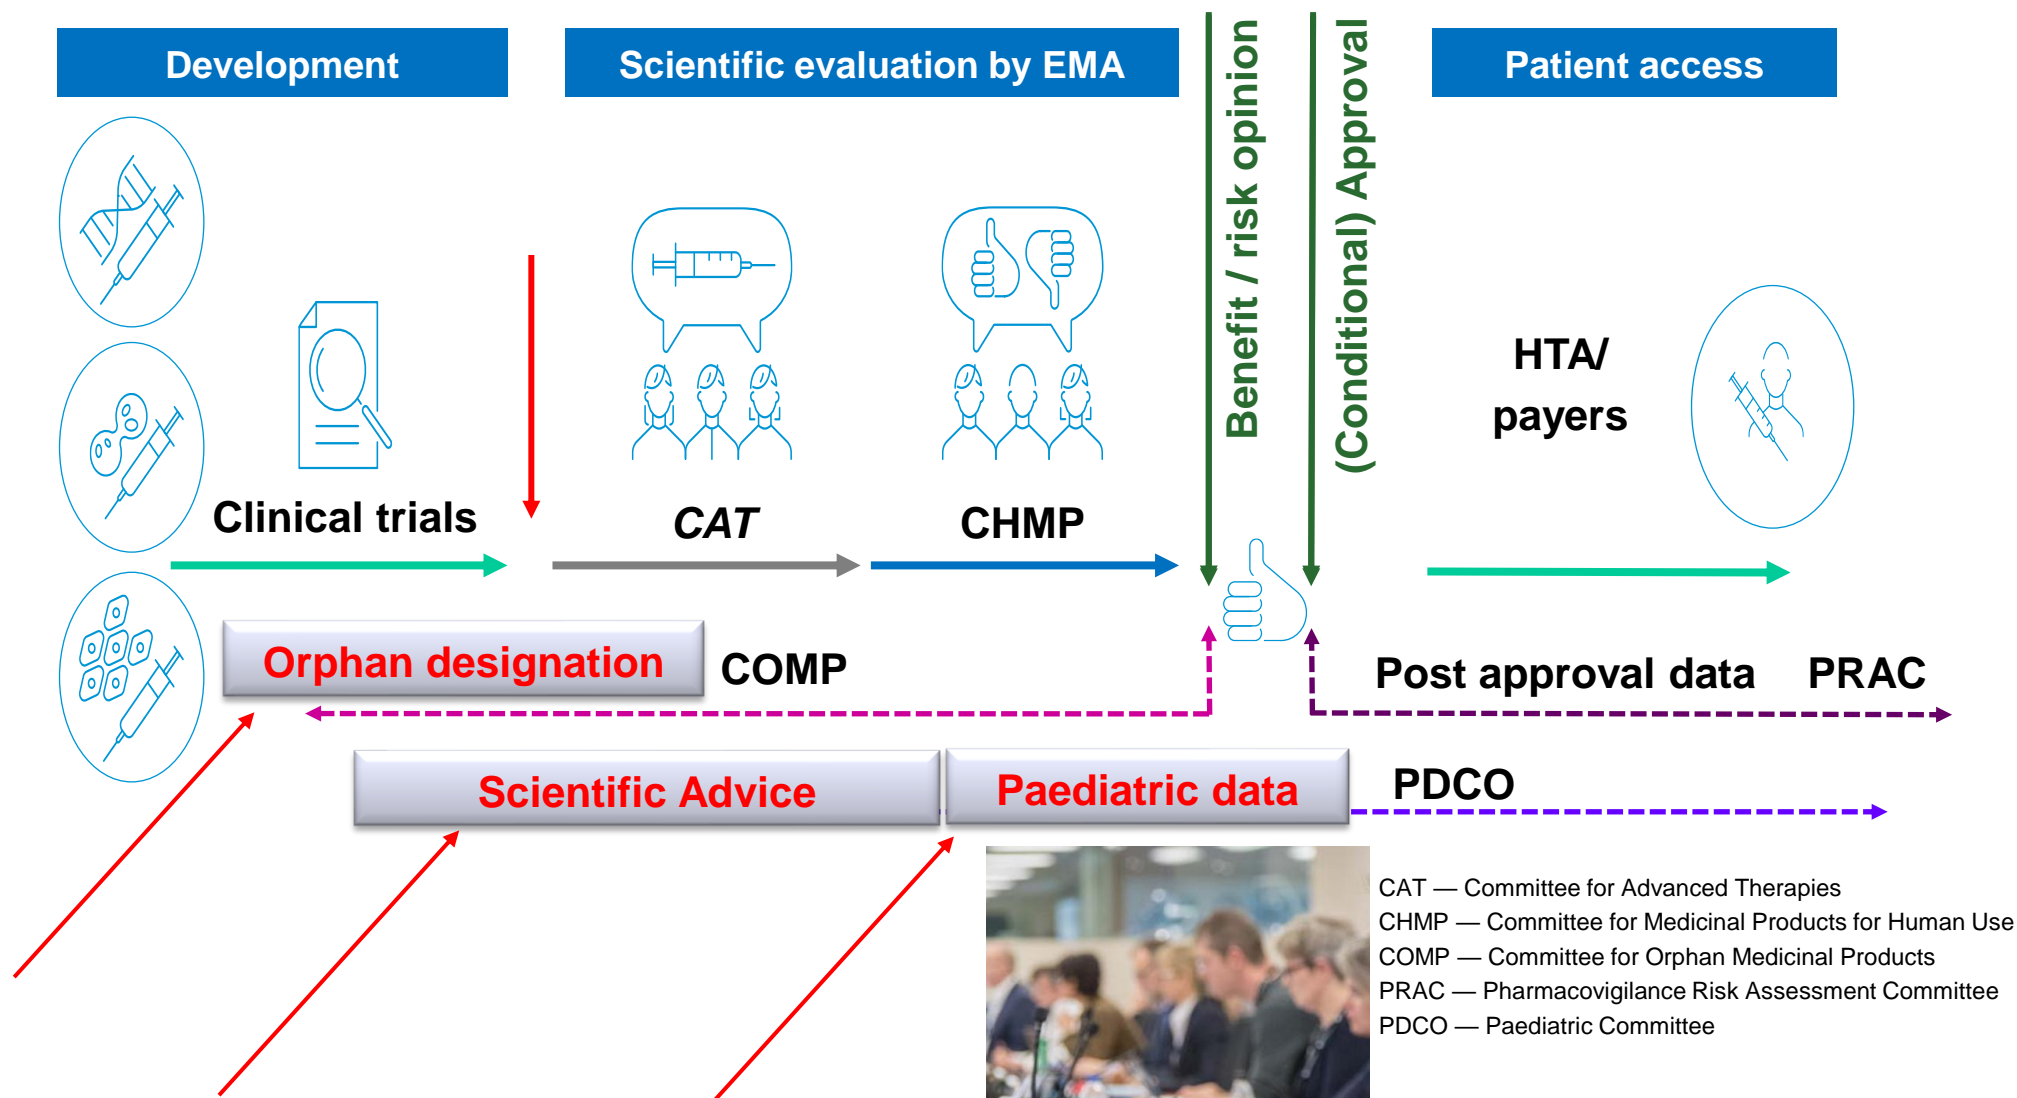 Development
Scientific evaluation by EMA
Benefit / risk opinion
(Conditional) Approval
Patient access
HTA/
payers
Clinical trials
CAT
CHMP
Orphan designation
COMP
Post approval data
PRAC
Scientific Advice
Paediatric data
PDCO
CAT — Committee for Advanced Therapies
CHMP — Committee for Medicinal Products for Human Use
COMP — Committee for Orphan Medicinal Products
PRAC — Pharmacovigilance Risk Assessment Committee
PDCO — Paediatric Committee